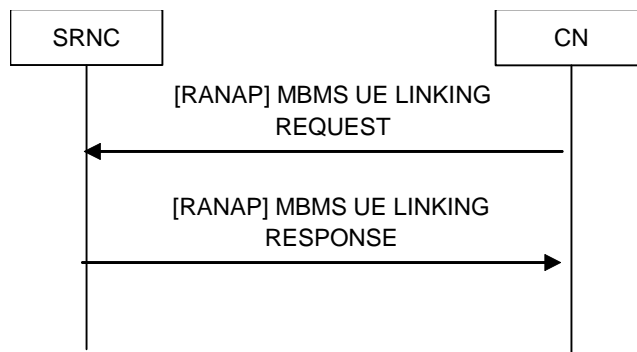 SRNC
CN
[RANAP] MBMS UE LINKING
REQUEST
[RANAP] MBMS UE LINKING
RESPONSE